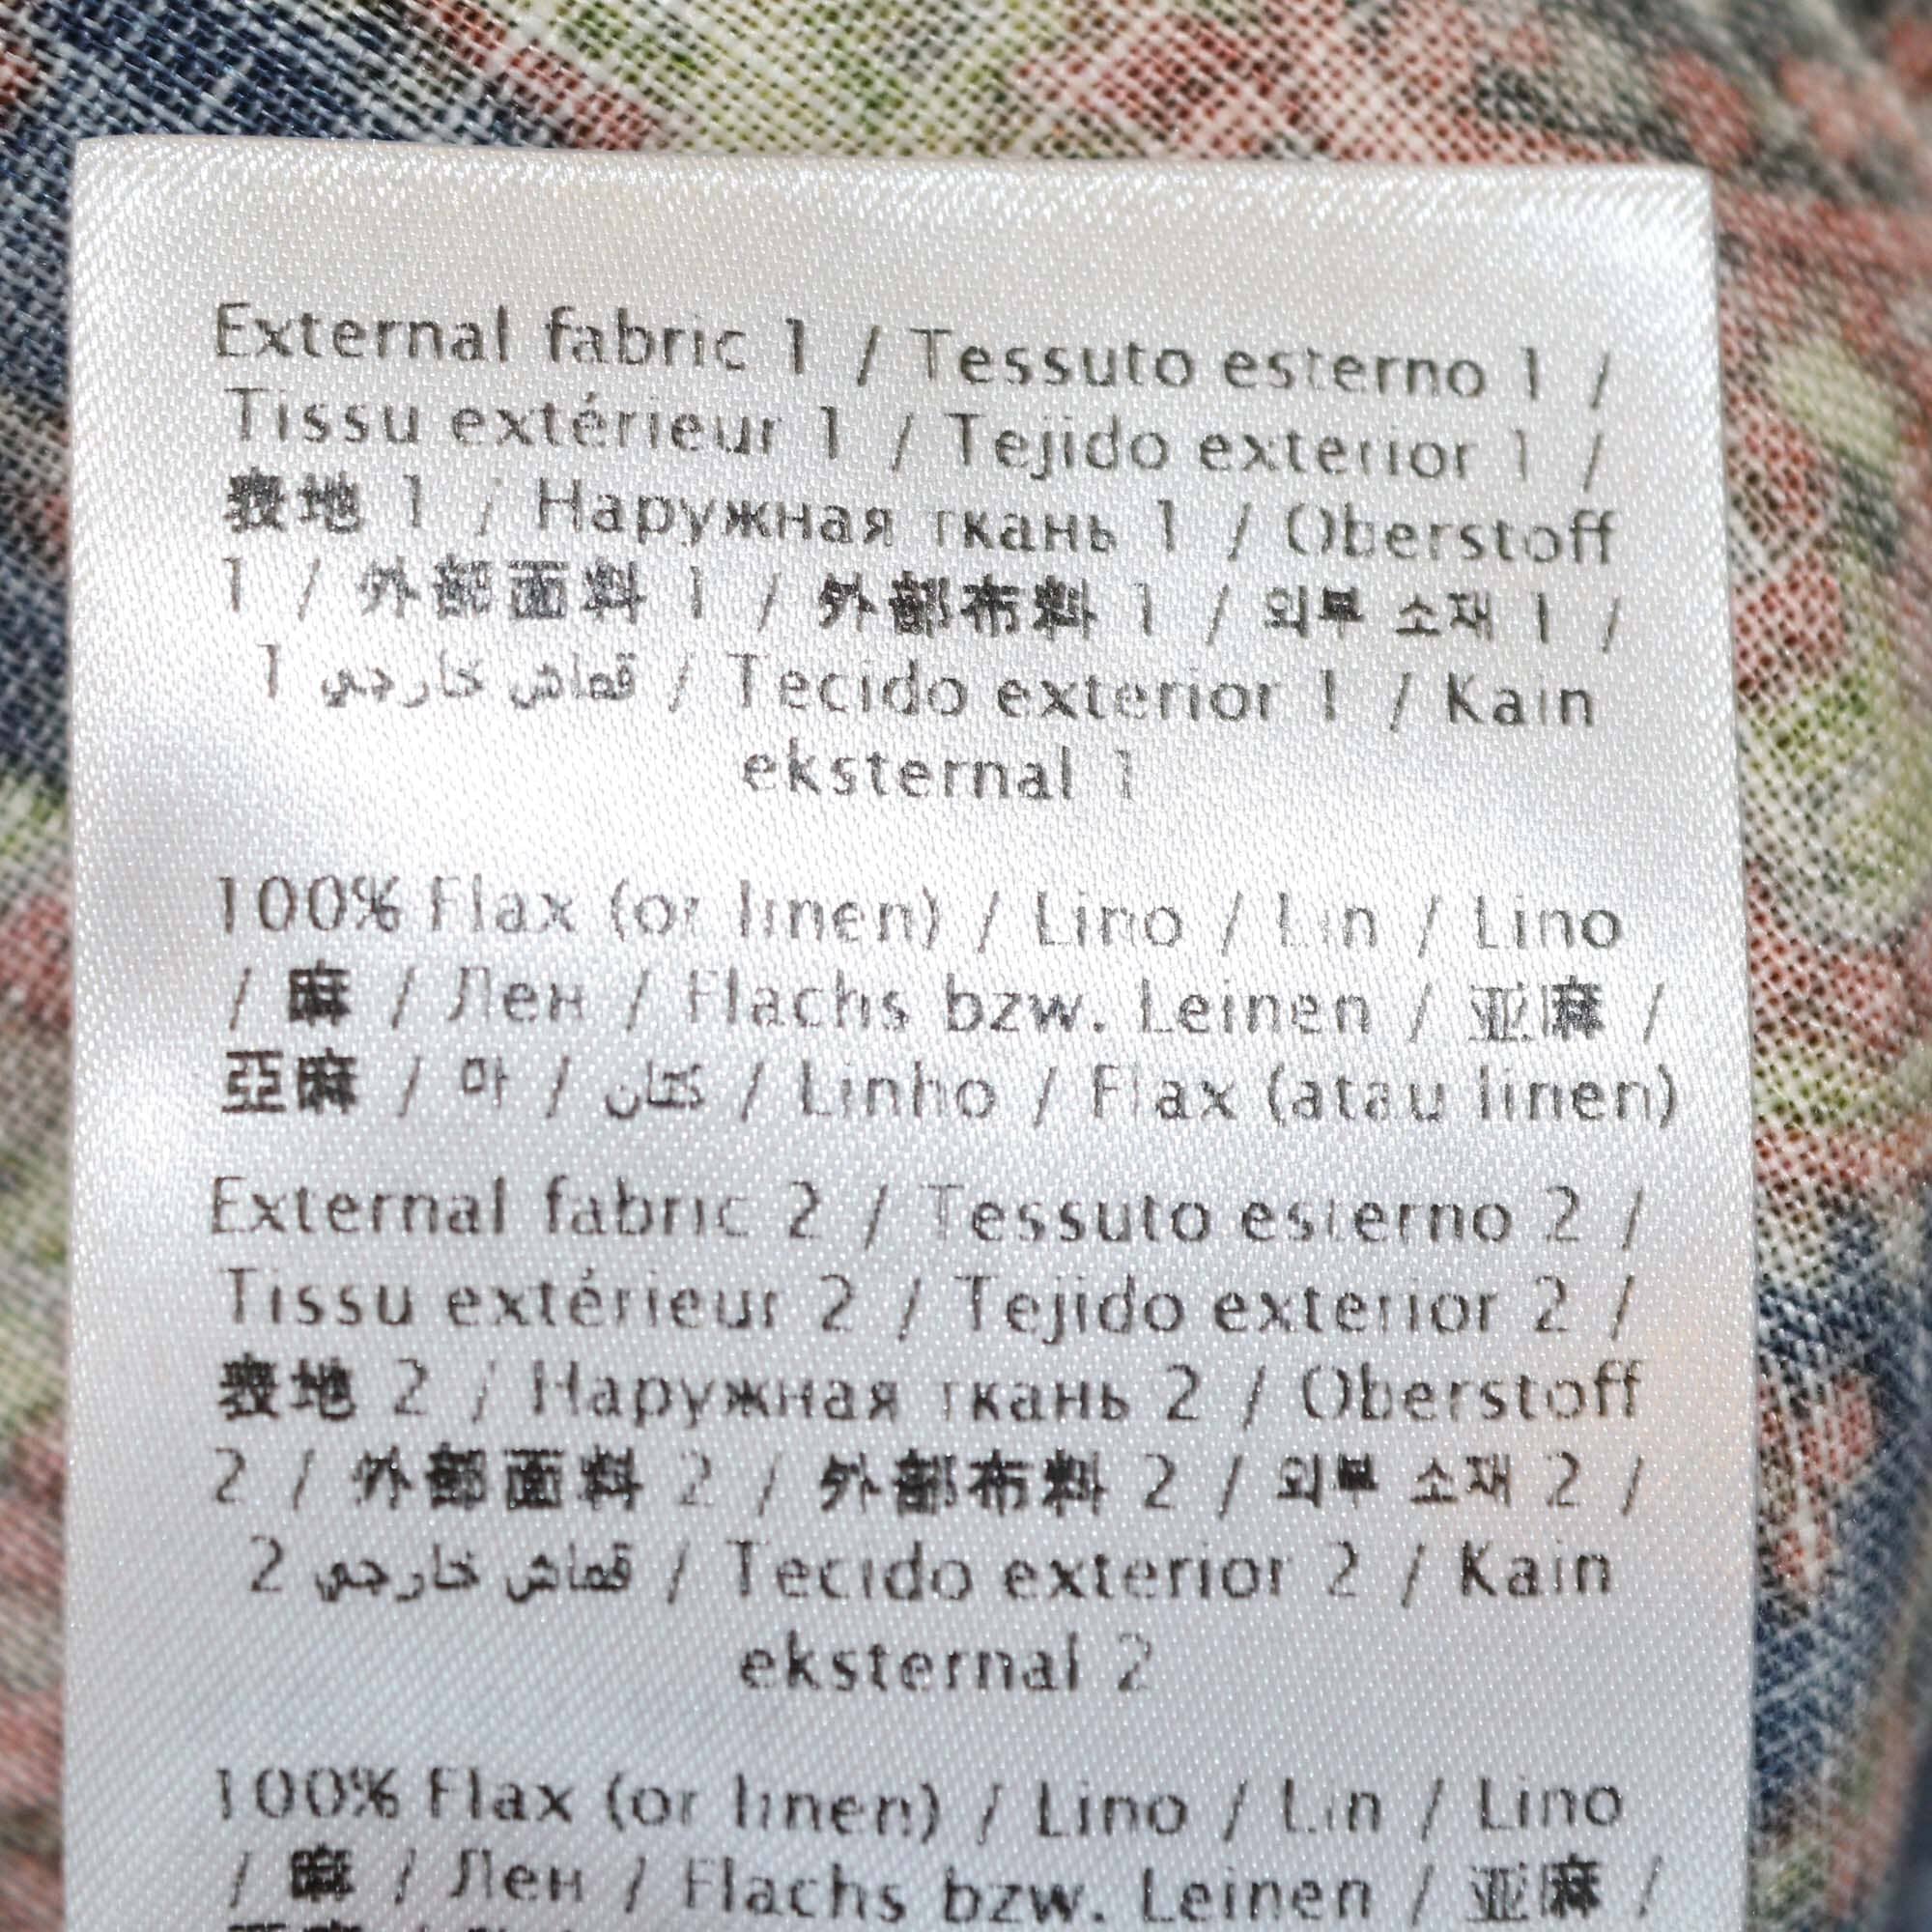 External fabric 1 / Tessuto esterno 1 /
Tissu extérieur 1 / Tejido exterior 1 /
表地 1 / Наружная ткань 1 / Oberstoff
1 / 外部面料 1 / 外部布料 1 / 외부 소재 1 /
قماش خارجي 1 / Tecido exterior 1 / Kain
eksternal 1
100% Flax (or linen) / Lino / Lin / Lino
/ 麻 / Лен / Flachs bzw. Leinen / 亚麻 /
亞麻 / 마 / كتان / Linho / Flax (atau linen)
External fabric 2 / Tessuto esterno 2 /
Tissu extérieur 2 / Tejido exterior 2 /
表地 2 / Наружная ткань 2 / Oberstoff
2 / 外部面料 2 / 外部布料 2 / 외부 소재 2 /
قماش خارجي 2 / Tecido exterior 2 / Kain
eksternal 2
100% Flax (or linen) / Lino / Lin / Lino
/ 麻 / Лен / Flachs bzw. Leinen / 亚麻 /